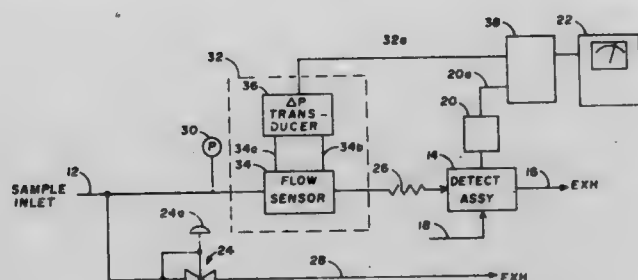 38
22
32a
32
20a
36
ΔP
TRANS-
DUCER
20
30
P
34a
34b
34
14
16
12
26
FLOW
SENSOR
DETECT
ASSY
EXH
SAMPLE
INLET
24a
18
24
28
EXH